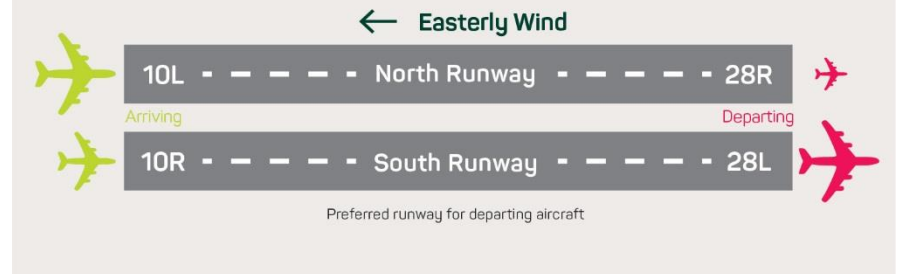 ← Easterly Wind
10L - - - - - North Runway - - - - - 28R
Arriving Departing
10R - - - - - South Runway - - - - - 28L
Preferred runway for departing aircraft